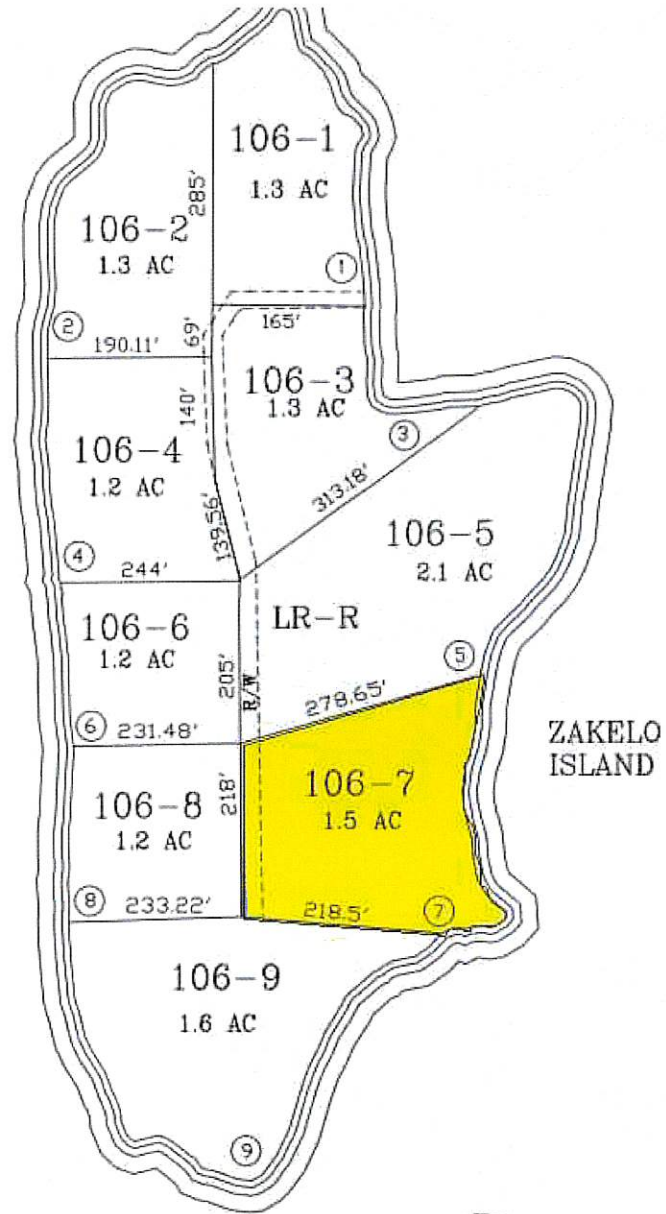 106-1
1.3 AC
285'
106-2
1.3 AC
1
2
190.11'
69'
165'
106-3
1.3 AC
140'
3
106-4
1.2 AC
313.18'
139.56'
106-5
2.1 AC
4
244'
LR-R
106-6
1.2 AC
205'
R/W
5
278.65'
6
231.48'
ZAKELO
ISLAND
106-7
1.5 AC
218'
106-8
1.2 AC
8
233.22'
218.5'
7
106-9
1.6 AC
9